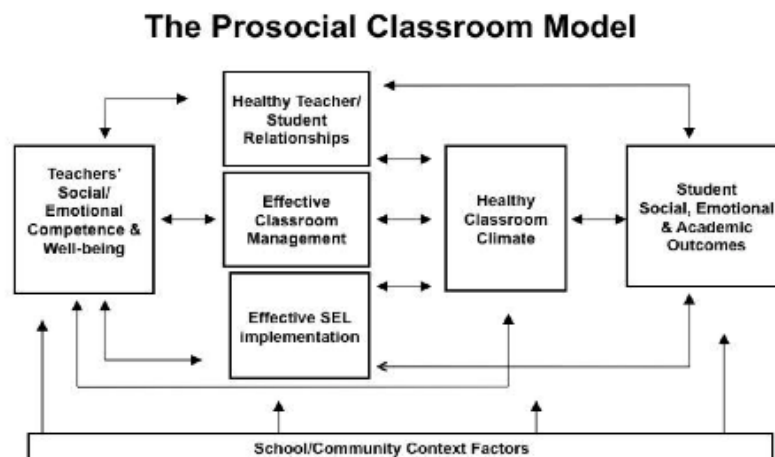 The Prosocial Classroom Model
Healthy Teacher/
Student
Relationships
Teachers'
Social/
Emotional
Competence &
Well-being
Effective
Classroom
Management
Healthy
Classroom
Climate
Student
Social, Emotional
& Academic
Outcomes
Effective SEL
implementation
School/Community Context Factors